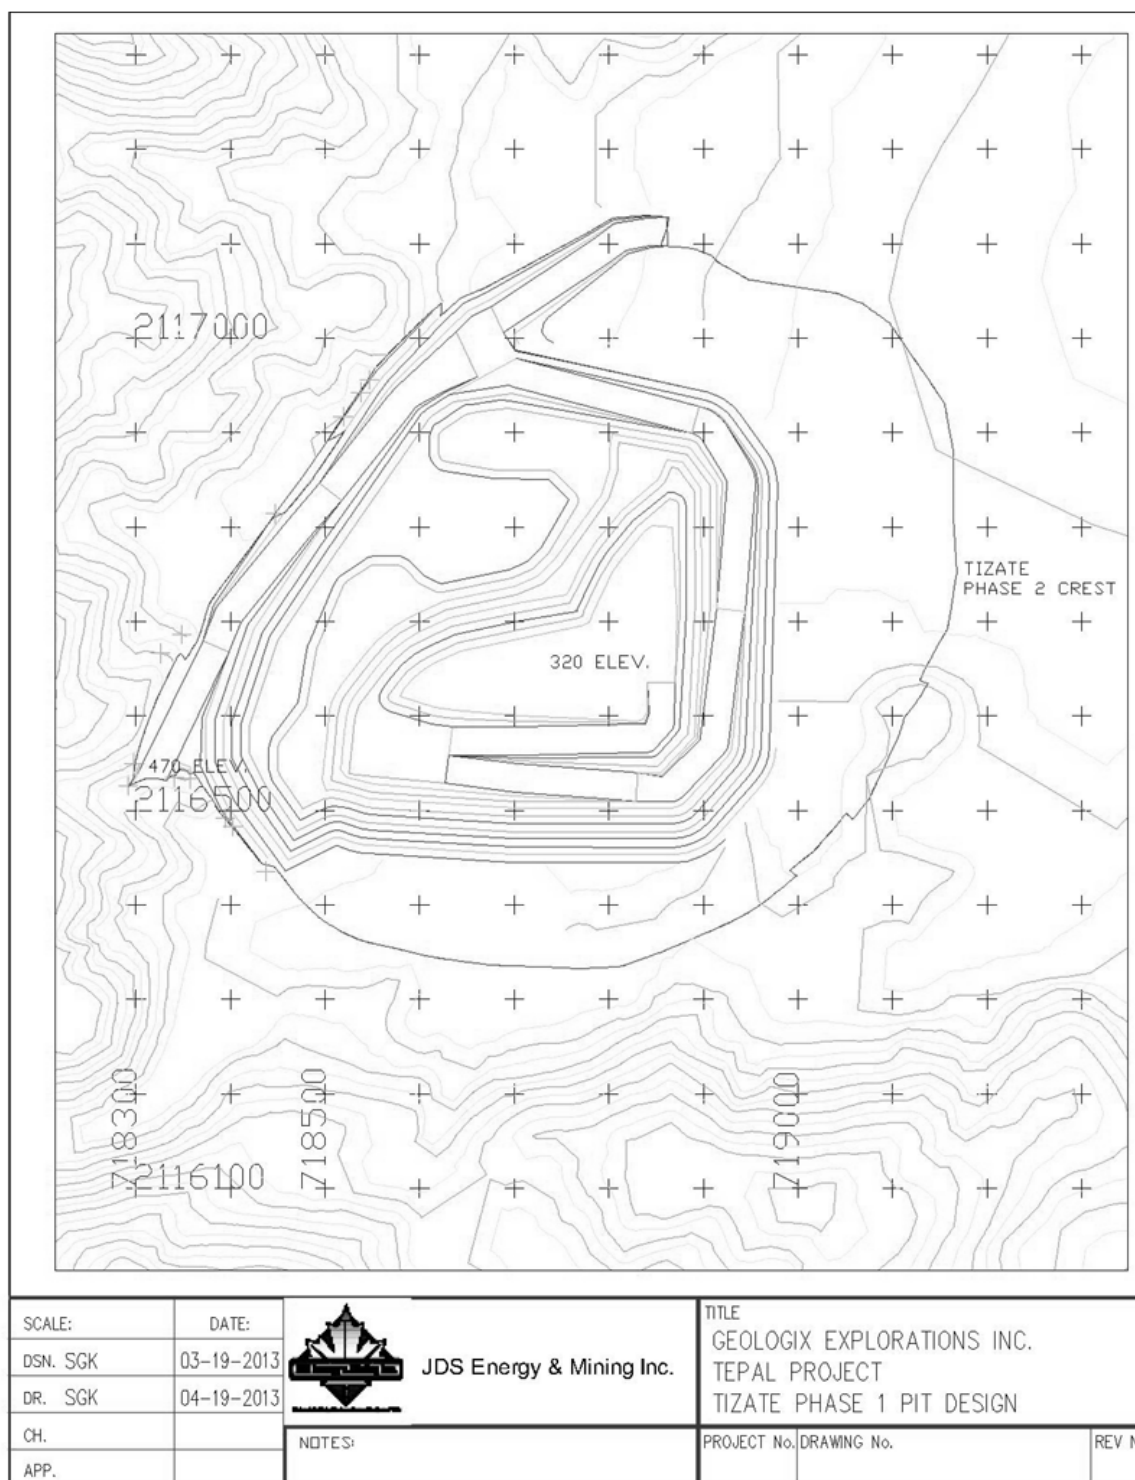 2117000
TIZATE
PHASE 2 CREST
320 ELEV.
470 ELEV.
2116500
718300
718500
719000
2116100
SCALE:
DATE:
DSN. SGK
03-19-2013
DR. SGK
04-19-2013
CH.
APP.
JDS Energy & Mining Inc.
NOTES:
TITLE
GEOLOGIX EXPLORATIONS INC.
TEPAL PROJECT
TIZATE PHASE 1 PIT DESIGN
PROJECT No.
DRAWING No.
REV